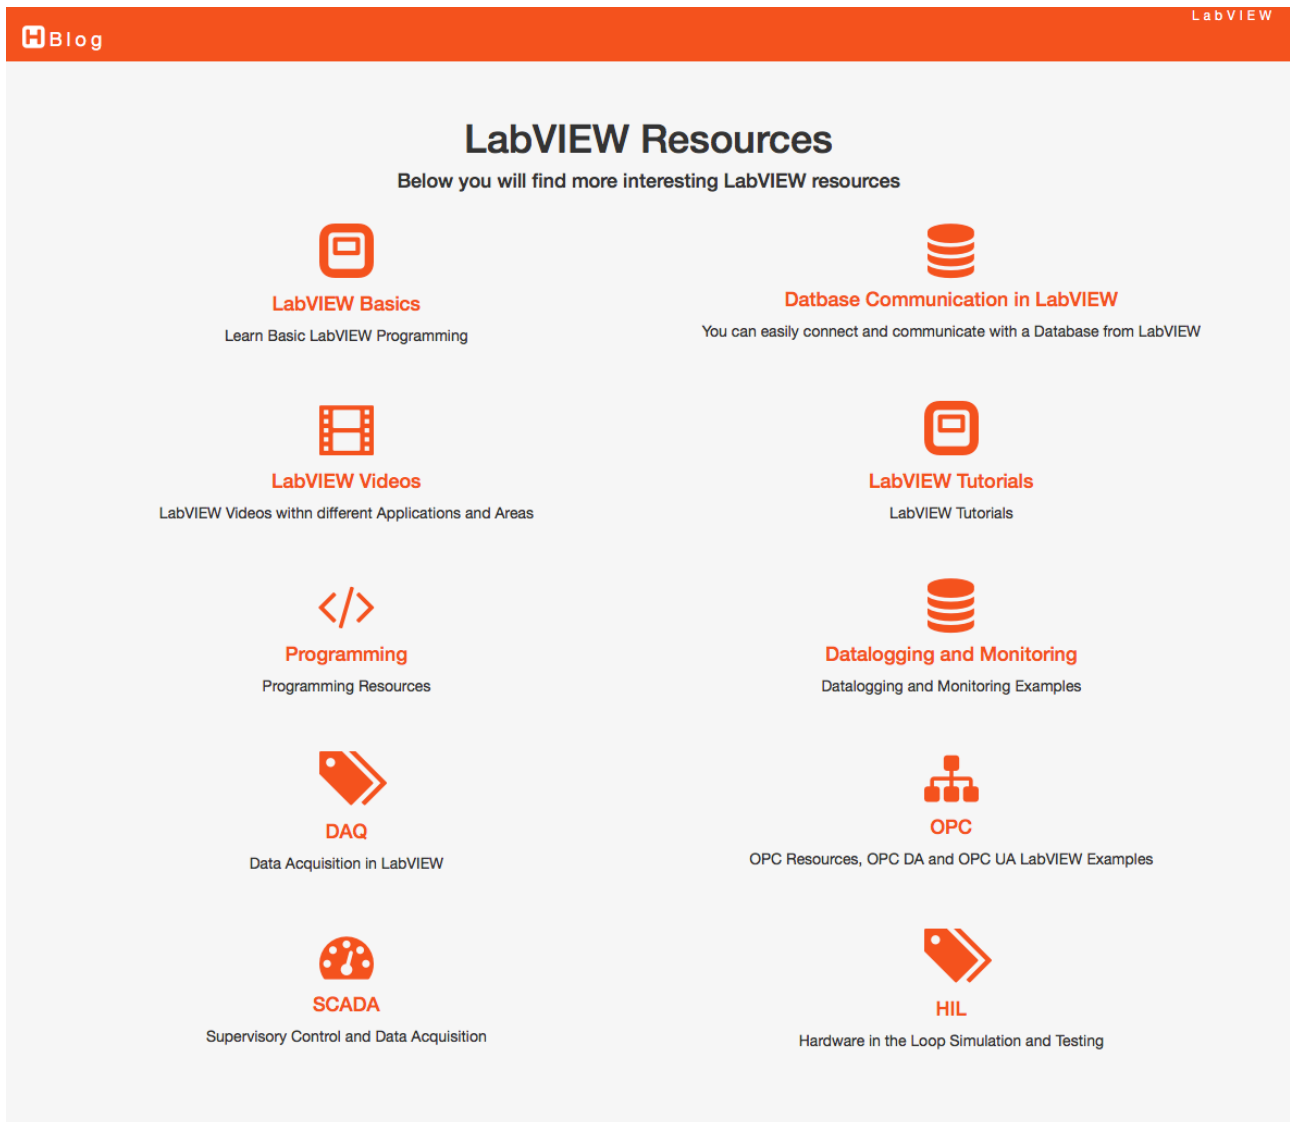 LabVIEW
H Blog
LabVIEW Resources
Below you will find more interesting LabVIEW resources
LabVIEW Basics
Learn Basic LabVIEW Programming
Datbase Communication in LabVIEW
You can easily connect and communicate with a Database from LabVIEW
LabVIEW Videos
LabVIEW Videos withn different Applications and Areas
LabVIEW Tutorials
LabVIEW Tutorials
Programming
Programming Resources
Datalogging and Monitoring
Datalogging and Monitoring Examples
DAQ
Data Acquisition in LabVIEW
OPC
OPC Resources, OPC DA and OPC UA LabVIEW Examples
SCADA
Supervisory Control and Data Acquisition
HIL
Hardware in the Loop Simulation and Testing